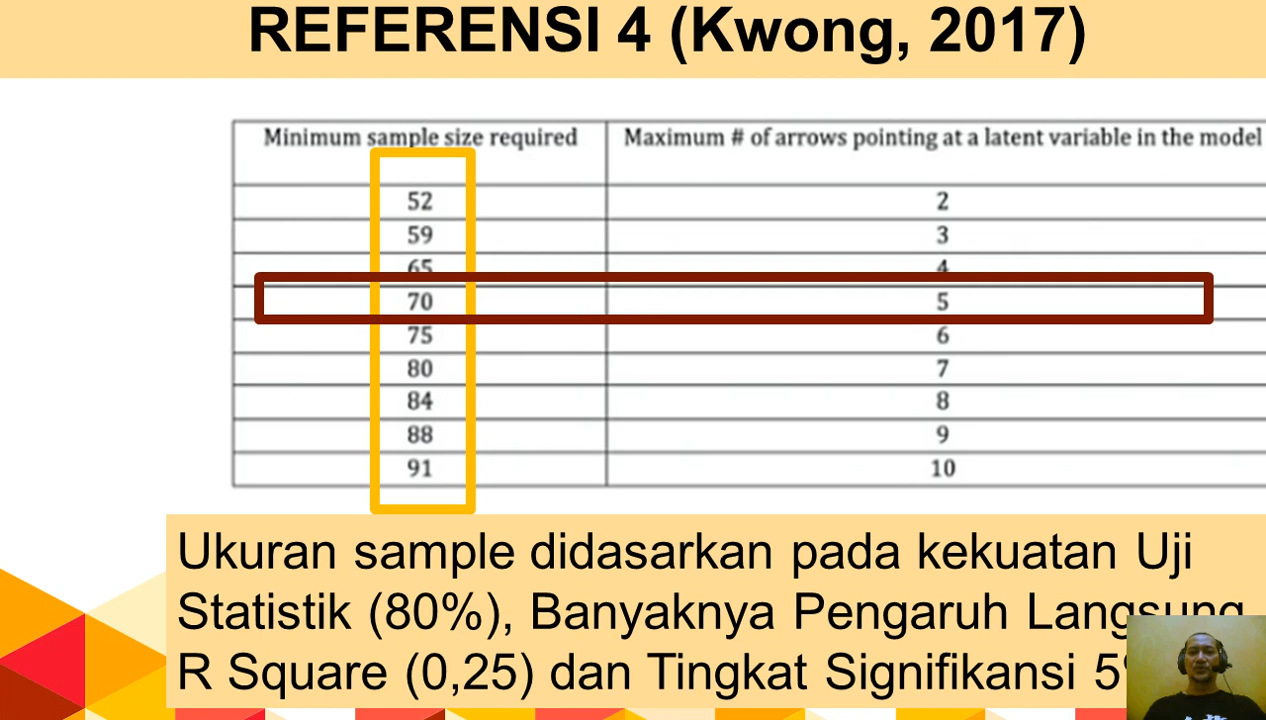 REFERENSI 4 (Kwong, 2017)
Minimum sample size required Maximum # of arrows pointing at a latent variable in the model
52 2
59 3
65 4
70 5
75 6
80 7
84 8
88 9
91 10
Ukuran sample didasarkan pada kekuatan Uji
Statistik (80%), Banyaknya Pengaruh Langsung
R Square (0,25) dan Tingkat Signifikansi 5%